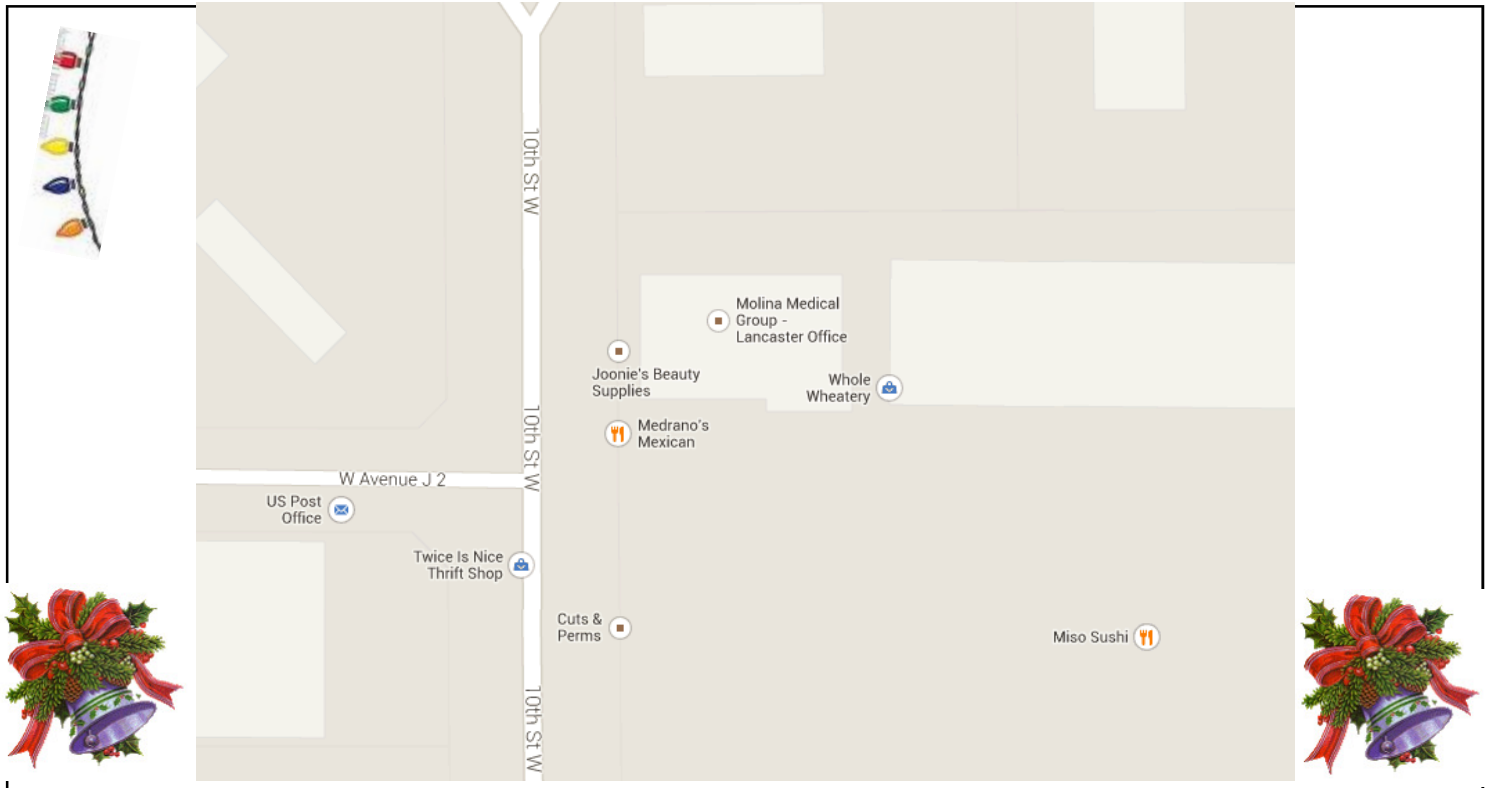 10th St W
Molina Medical
Group -
Lancaster Office
Joonie's Beauty
Supplies
Whole
Wheatery
10th St W
Medrano's
Mexican
W Avenue J 2
US Post
Office
Twice Is Nice
Thrift Shop
Cuts &
Perms
Miso Sushi
10th St W